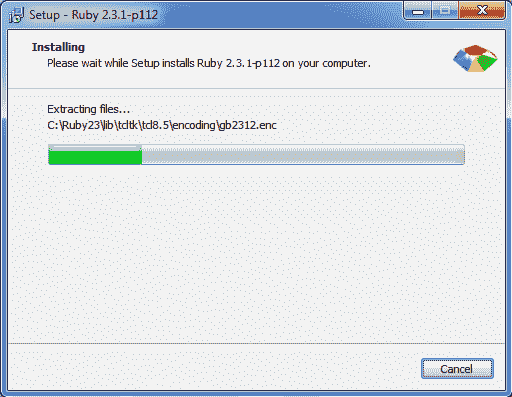 Setup - Ruby 2.3.1-p112
Installing
Please wait while Setup installs Ruby 2.3.1-p112 on your computer.
Extracting files...
C:\Ruby23\lib\tcltk\tcl8.5\encoding\gb2312.enc
Cancel